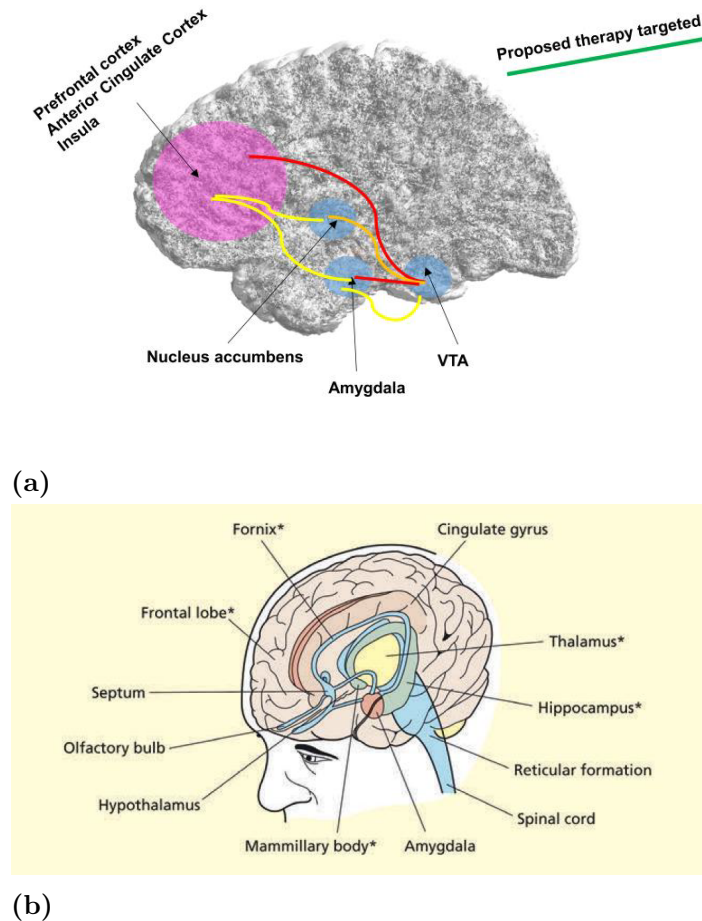 Proposed therapy targeted
Prefrontal cortex
Anterior Cingulate Cortex
Insula
Nucleus accumbens
VTA
Amygdala
(a)
Fornix*
Cingulate gyrus
Frontal lobe*
Thalamus*
Septum
Hippocampus*
Olfactory bulb
Reticular formation
Hypothalamus
Spinal cord
Mammillary body*
Amygdala
(b)